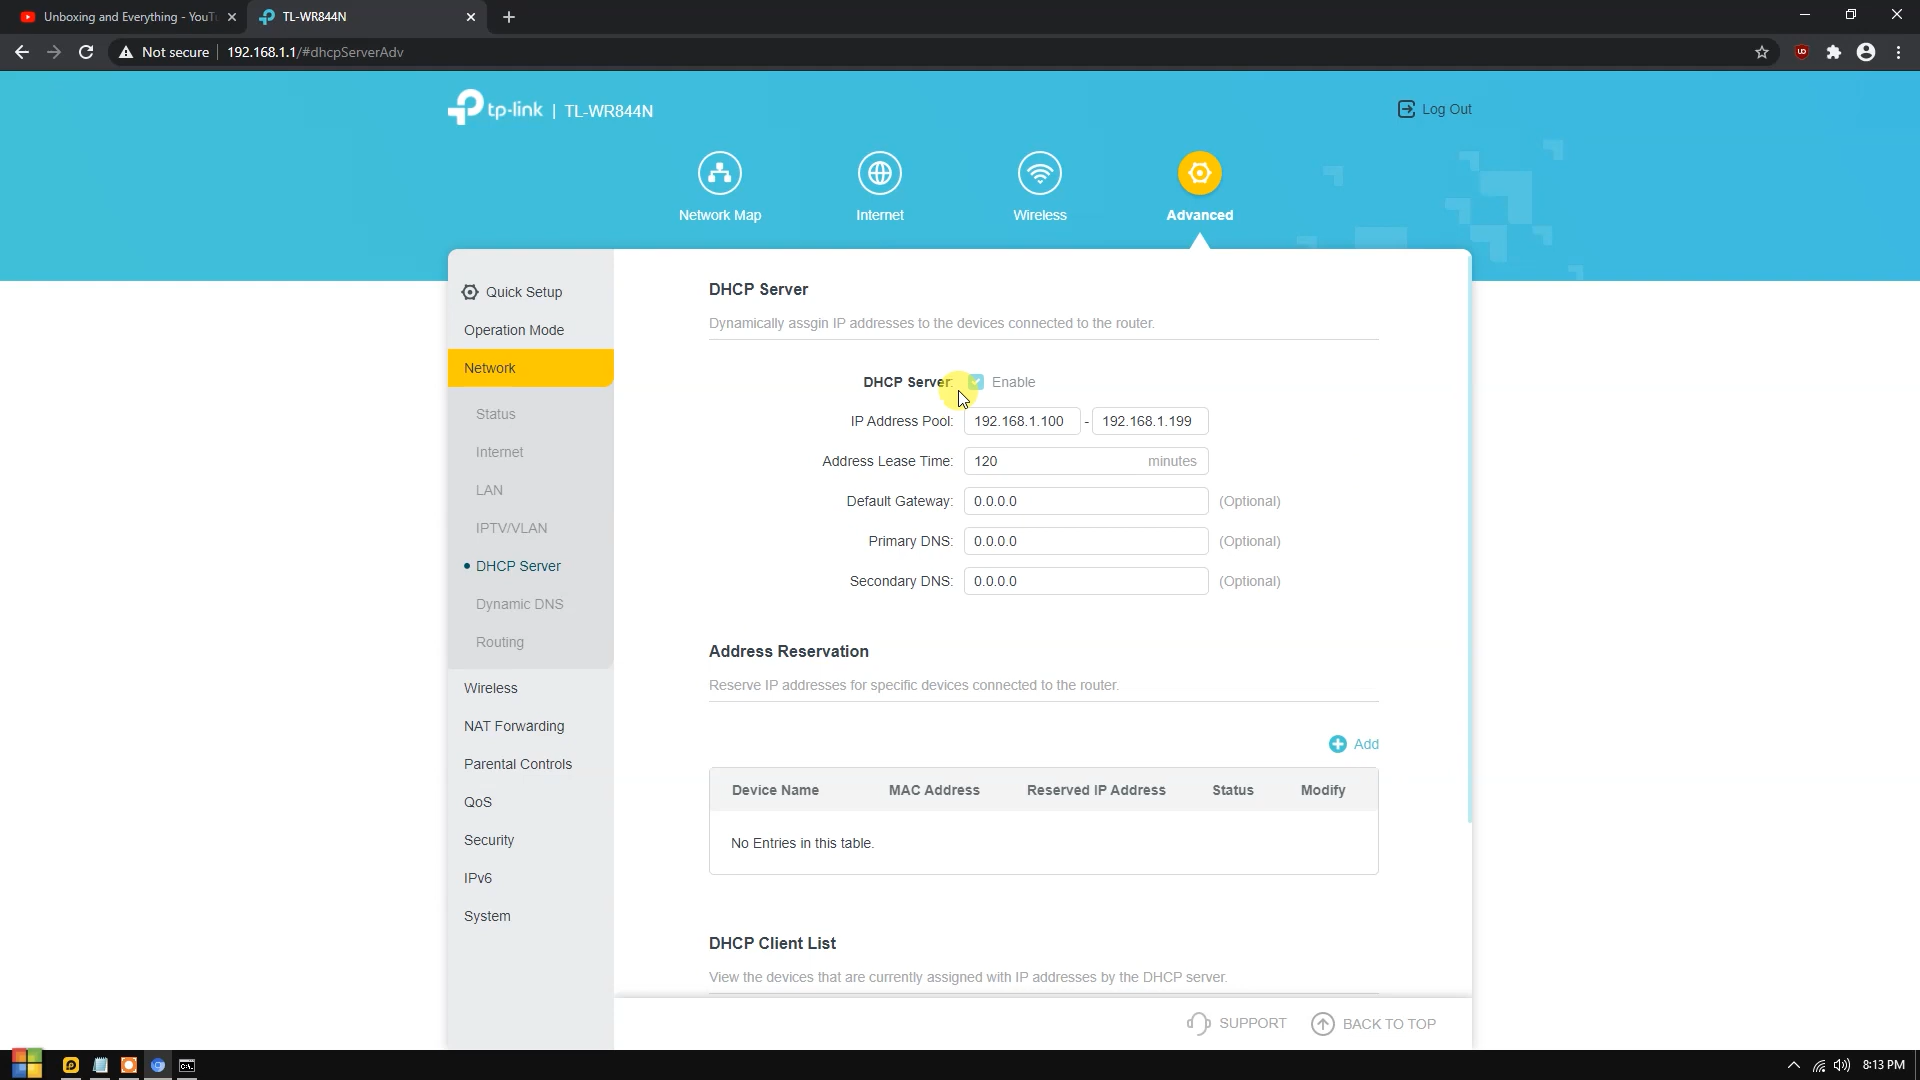 Unboxing and Everything - YouT
TL-WR844N
Not secure
192.168.1.1/#dhcpServerAdv
tp-link | TL-WR844N
Log Out
Network Map
Internet
Wireless
Advanced
Quick Setup
Operation Mode
Network
Status
Internet
LAN
IPTV/VLAN
DHCP Server
Dynamic DNS
Routing
Wireless
NAT Forwarding
Parental Controls
QoS
Security
IPv6
System
DHCP Server
Dynamically assgin IP addresses to the devices connected to the router.
DHCP Server: Enable
IP Address Pool: 192.168.1.100 - 192.168.1.199
Address Lease Time: 120 minutes
Default Gateway: 0.0.0.0 (Optional)
Primary DNS: 0.0.0.0 (Optional)
Secondary DNS: 0.0.0.0 (Optional)
Address Reservation
Reserve IP addresses for specific devices connected to the router.
Add
Device Name MAC Address Reserved IP Address Status Modify
No Entries in this table.
DHCP Client List
View the devices that are currently assigned with IP addresses by the DHCP server.
SUPPORT BACK TO TOP
8:13 PM